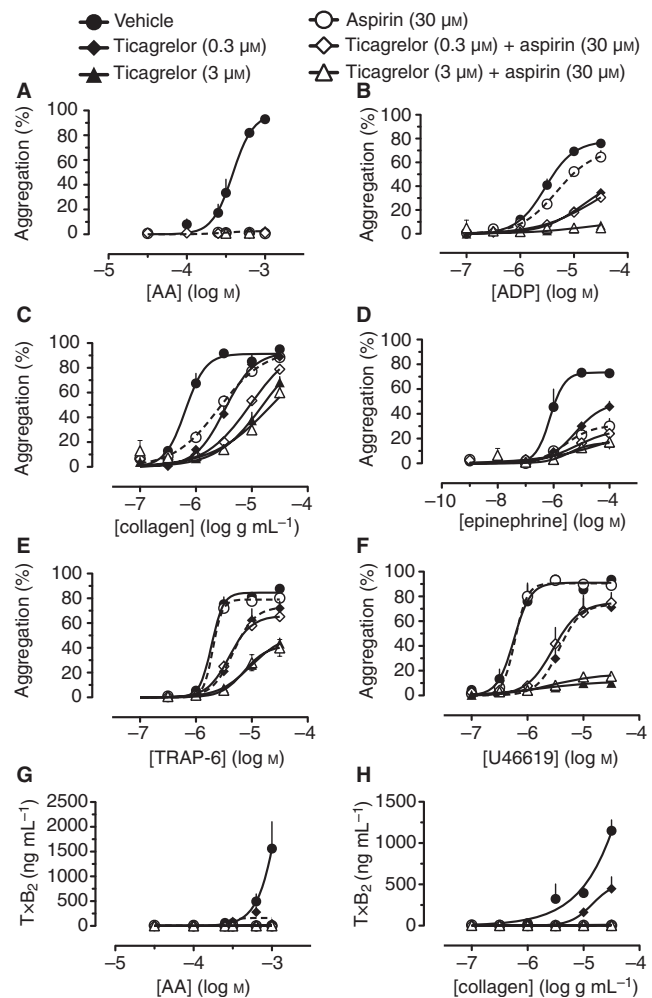 Vehicle
Ticagrelor (0.3 μM)
Ticagrelor (3 μM)
Aspirin (30 μM)
Ticagrelor (0.3 μM) + aspirin (30 μM)
Ticagrelor (3 μM) + aspirin (30 μM)
A
Aggregation (%)
100
80
60
40
20
0
–5 –4 –3
[AA] (log M)
B
Aggregation (%)
100
80
60
40
20
0
–7 –6 –5 –4
[ADP] (log M)
C
Aggregation (%)
100
80
60
40
20
0
–7 –6 –5 –4
[collagen] (log g mL–1)
D
Aggregation (%)
100
80
60
40
20
0
–10 –8 –6 –4 –2
[epinephrine] (log M)
E
Aggregation (%)
100
80
60
40
20
0
–7 –6 –5 –4
[TRAP-6] (log M)
F
Aggregation (%)
100
80
60
40
20
0
–7 –6 –5 –4
[U46619] (log M)
G
T×B2 (ng mL–1)
2500
2000
1500
1000
500
0
–5 –4 –3
[AA] (log M)
H
T×B2 (ng mL–1)
1500
1000
500
0
–7 –6 –5 –4
[collagen] (log g mL–1)